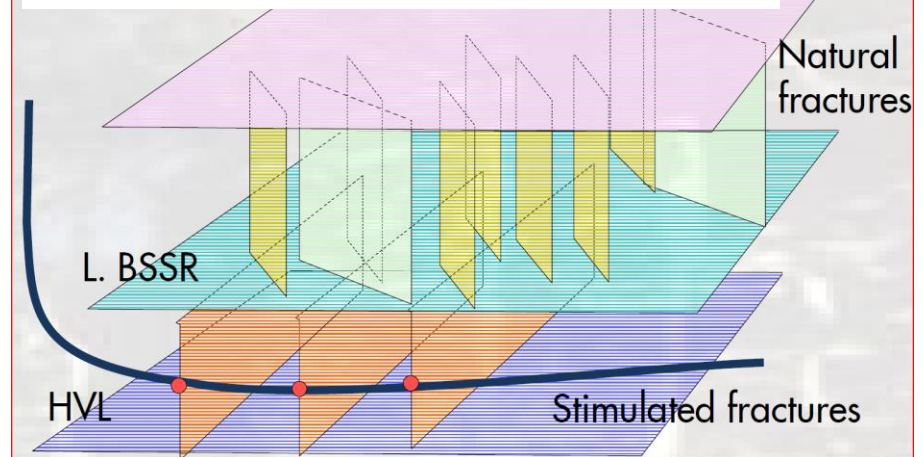 Natural
fractures
L. BSSR
HVL
Stimulated fractures